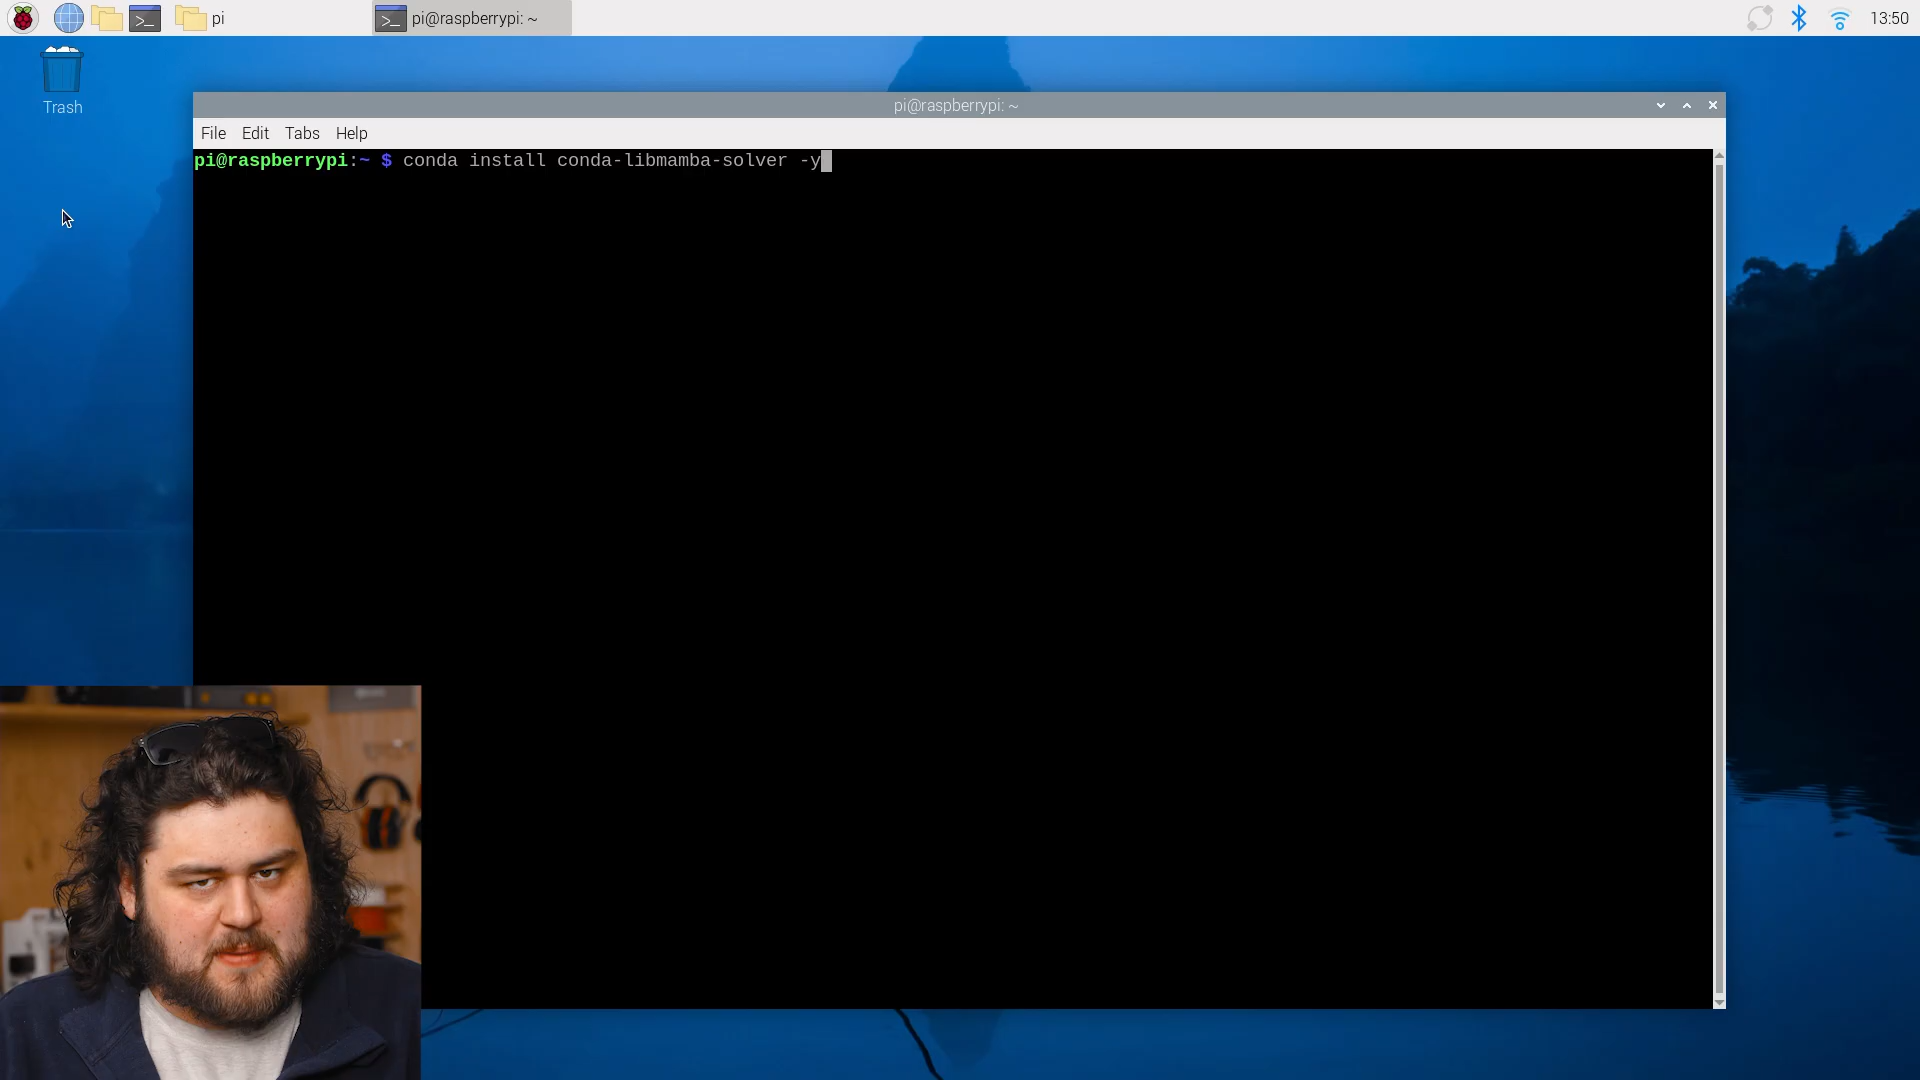 pi
pi@raspberrypi: ~
13:50
Trash
pi@raspberrypi: ~
File Edit Tabs Help
pi@raspberrypi:~ $ conda install conda-libmamba-solver -y